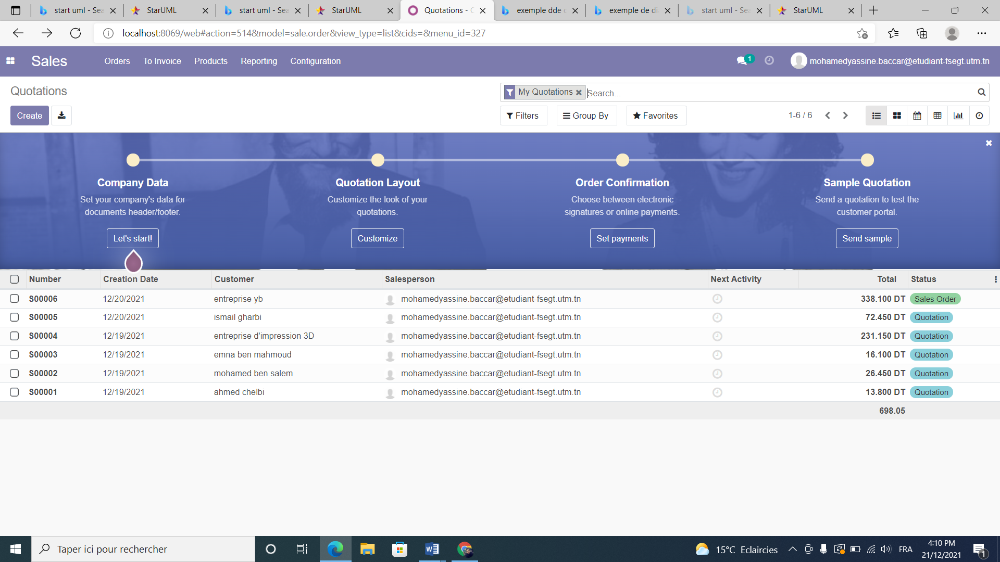 start uml - Sea
StarUML
start uml - Sea
StarUML
Quotations - O
exemple dde
exemple de di
start uml - Sea
StarUML
localhost:8069/web#action=514&model=sale.order&view_type=list&cids=&menu_id=327
Sales Orders To Invoice Products Reporting Configuration 1 mohamedyassine.baccar@etudiant-fsegt.utm.tn
Quotations
My Quotations Search...
Create Filters Group By Favorites 1-6 / 6
Company Data
Set your company's data for
documents header/footer.
Let's start!
Quotation Layout
Customize the look of your
quotations.
Customize
Order Confirmation
Choose between electronic
signatures or online payments.
Set payments
Sample Quotation
Send a quotation to test the
customer portal.
Send sample
Number Creation Date Customer Salesperson Next Activity Total Status
S00006 12/20/2021 entreprise yb mohamedyassine.baccar@etudiant-fsegt.utm.tn 338.100 DT Sales Order
S00005 12/20/2021 ismail gharbi mohamedyassine.baccar@etudiant-fsegt.utm.tn 72.450 DT Quotation
S00004 12/19/2021 entreprise d'impression 3D mohamedyassine.baccar@etudiant-fsegt.utm.tn 231.150 DT Quotation
S00003 12/19/2021 emna ben mahmoud mohamedyassine.baccar@etudiant-fsegt.utm.tn 16.100 DT Quotation
S00002 12/19/2021 mohamed ben salem mohamedyassine.baccar@etudiant-fsegt.utm.tn 26.450 DT Quotation
S00001 12/19/2021 ahmed chelbi mohamedyassine.baccar@etudiant-fsegt.utm.tn 13.800 DT Quotation
698.05
Taper ici pour rechercher
15°C Eclaircies
FRA
4:10 PM
21/12/2021
1